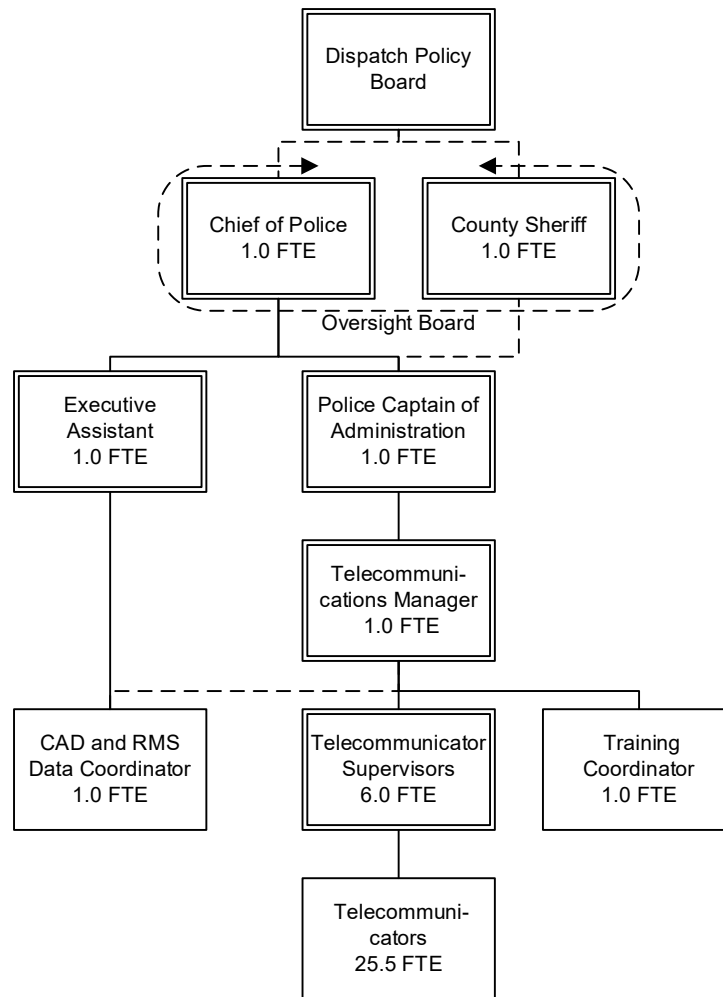 Dispatch Policy
Board
Chief of Police
1.0 FTE
County Sheriff
1.0 FTE
Oversight Board
Executive
Assistant
1.0 FTE
Police Captain of
Administration
1.0 FTE
Telecommuni-
cations Manager
1.0 FTE
CAD and RMS
Data Coordinator
1.0 FTE
Telecommunicator
Supervisors
6.0 FTE
Training
Coordinator
1.0 FTE
Telecommuni-
cators
25.5 FTE